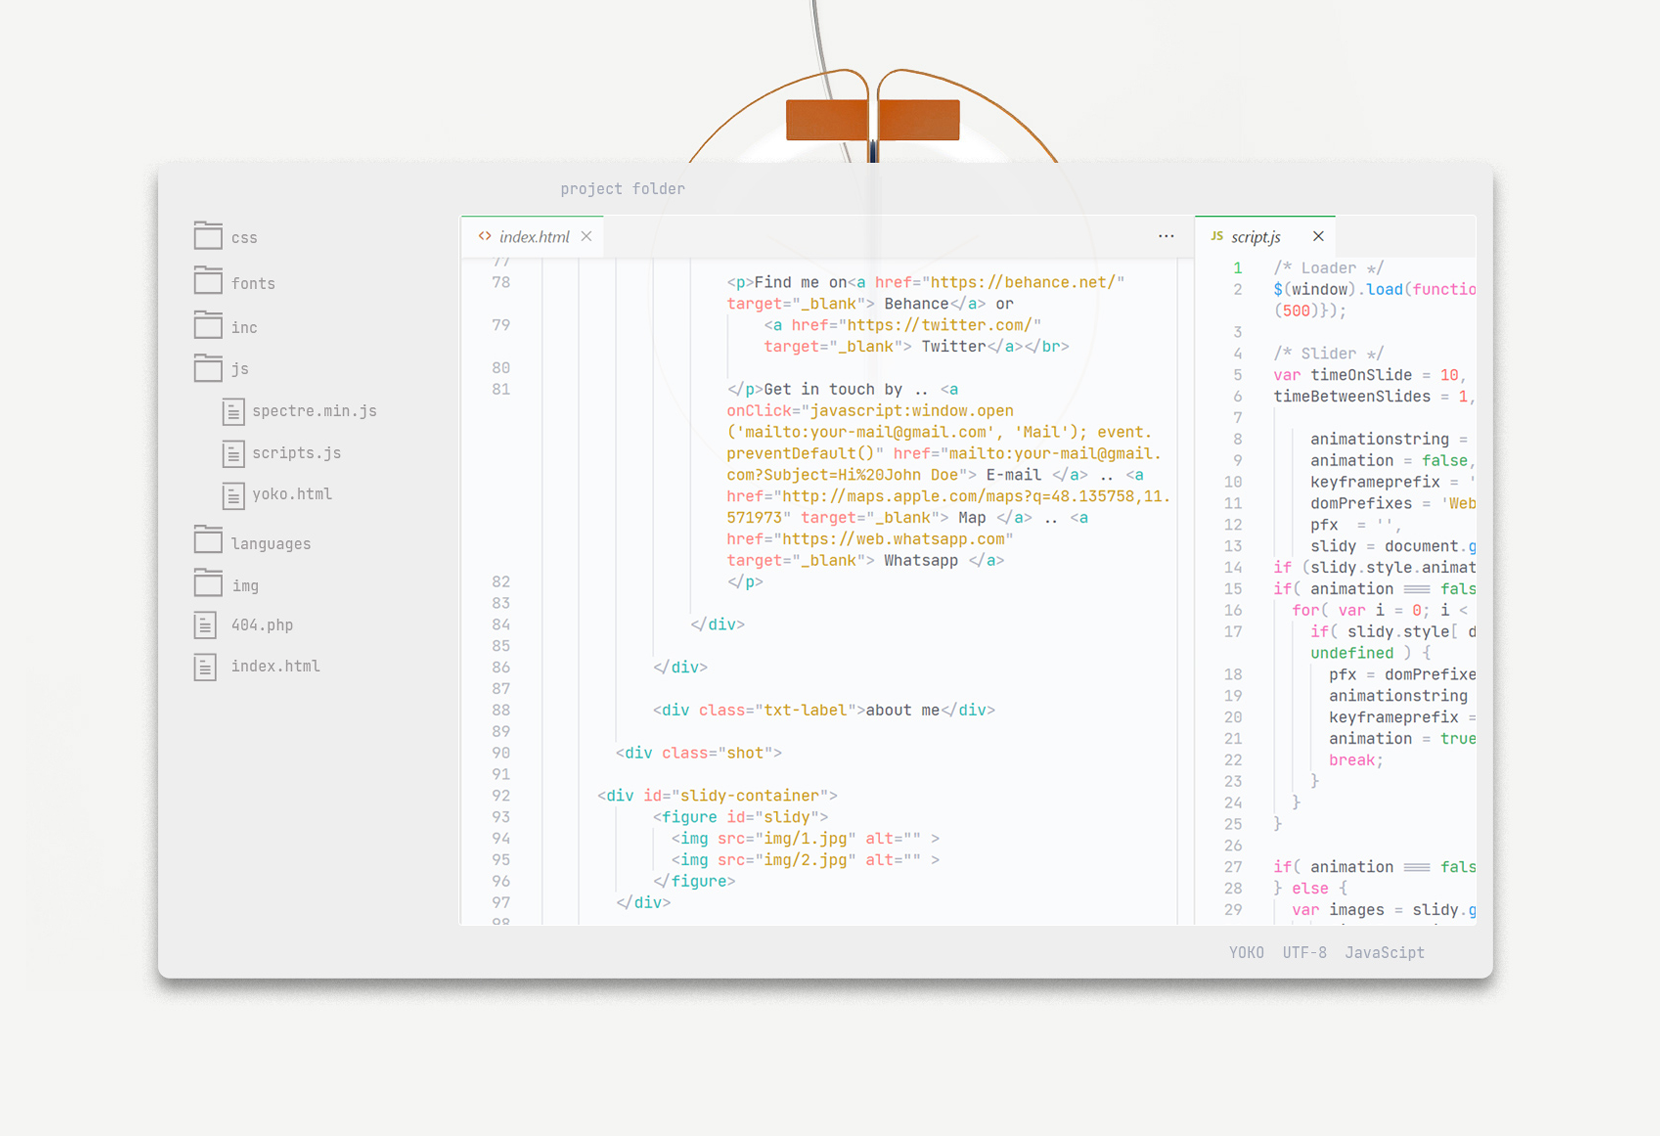 project folder
css
fonts
inc
js
spectre.min.js
scripts.js
yoko.html
languages
img
404.php
index.html
<> index.html ×
...
77
78 <p>Find me on<a href="https://behance.net/"
target="_blank"> Behance</a> or
79 <a href="https://twitter.com/"
target="_blank"> Twitter</a></br>
80
81 </p>Get in touch by .. <a
onClick="javascript:window.open
('mailto:your-mail@gmail.com', 'Mail'); event.
preventDefault()" href="mailto:your-mail@gmail.
com?Subject=Hi%20John Doe"> E-mail </a> .. <a
href="http://maps.apple.com/maps?q=48.135758,11.
571973" target="_blank"> Map </a> .. <a
href="https://web.whatsapp.com"
target="_blank"> Whatsapp </a>
82 </p>
83
84 </div>
85
86 </div>
87
88 <div class="txt-label">about me</div>
89
90 <div class="shot">
91
92 <div id="slidy-container">
93 <figure id="slidy">
94 <img src="img/1.jpg" alt="" >
95 <img src="img/2.jpg" alt="" >
96 </figure>
97 </div>
98
JS script.js ×
1 /* Loader */
2 $(window).load(functio
(500)});
3
4 /* Slider */
5 var timeOnSlide = 10,
6 timeBetweenSlides = 1,
7
8 animationstring =
9 animation = false,
10 keyframeprefix = '
11 domPrefixes = 'Web
12 pfx = '',
13 slidy = document.g
14 if (slidy.style.animat
15 if( animation === fals
16 for( var i = 0; i <
17 if( slidy.style[ d
undefined ) {
18 pfx = domPrefixe
19 animationstring
20 keyframeprefix =
21 animation = true
22 break;
23 }
24 }
25 }
26
27 if( animation === fals
28 } else {
29 var images = slidy.g
YOKO UTF-8 JavaScipt